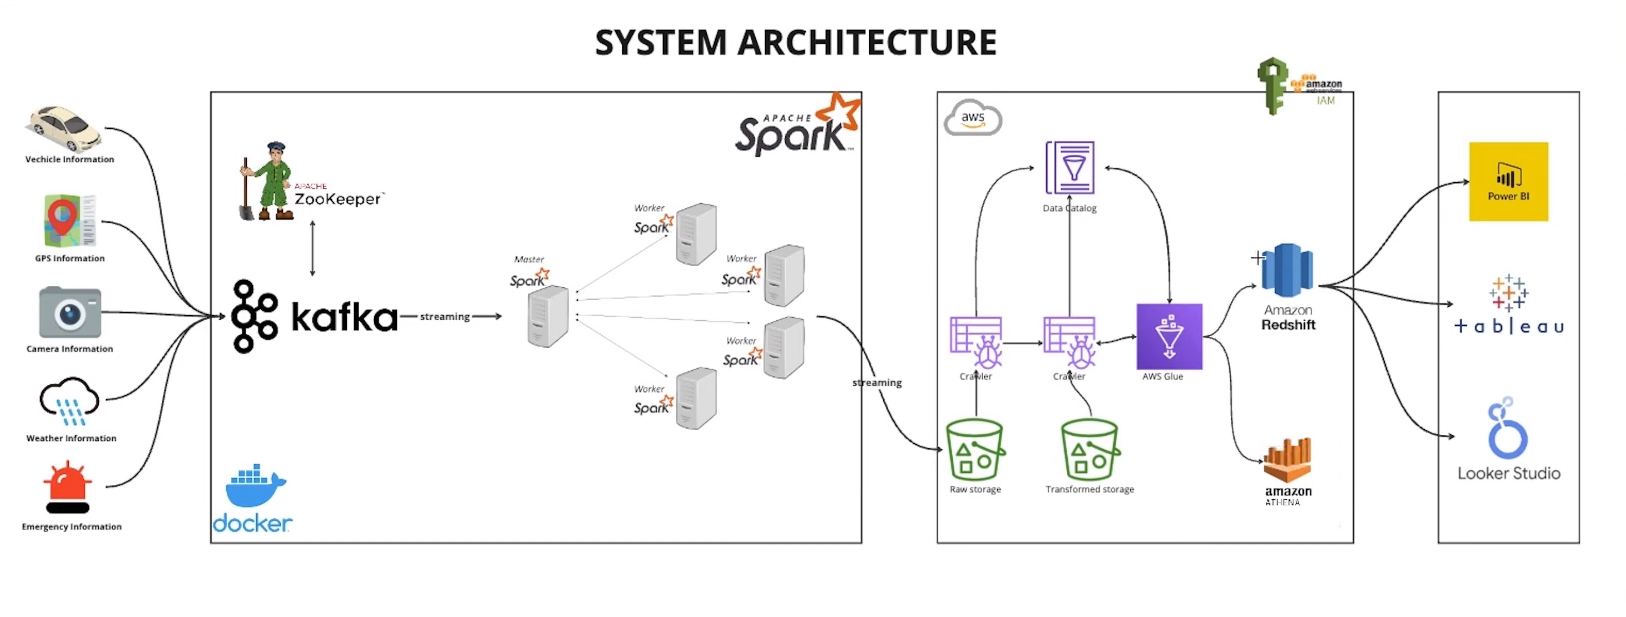 SYSTEM ARCHITECTURE
Vechicle Information
GPS Information
Camera Information
Weather Information
Emergency Information
APACHE
ZooKeeper
kafka
streaming
docker
APACHE
Spark
Master
Spark
Worker
Spark
Worker
Spark
Worker
Spark
Worker
Spark
streaming
aws
amazon
webservices
IAM
Data Catalog
Crawler
Crawler
AWS Glue
Raw storage
Transformed storage
Amazon
Redshift
amazon
ATHENA
Power BI
+ableau
Looker Studio